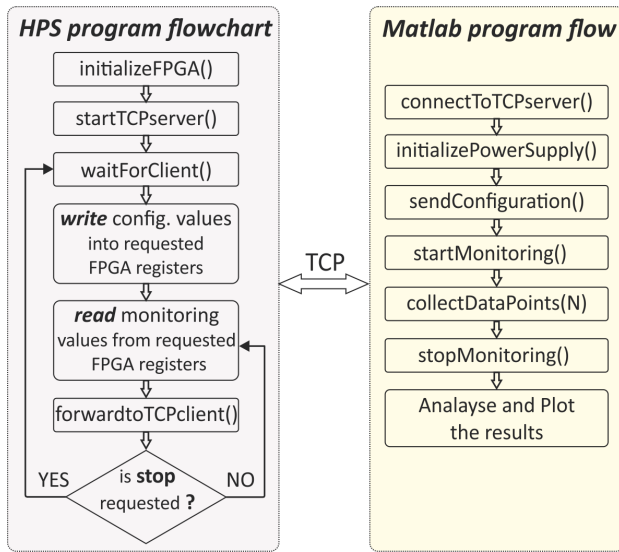 HPS program flowchart
initializeFPGA()
startTCPserver()
waitForClient()
write config. values
into requested
FPGA registers
read monitoring
values from requested
FPGA registers
forwardtoTCPclient()
YES
is stop
requested ?
NO
TCP
Matlab program flow
connectToTCPserver()
initializePowerSupply()
sendConfiguration()
startMonitoring()
collectDataPoints(N)
stopMonitoring()
Analayse and Plot
the results